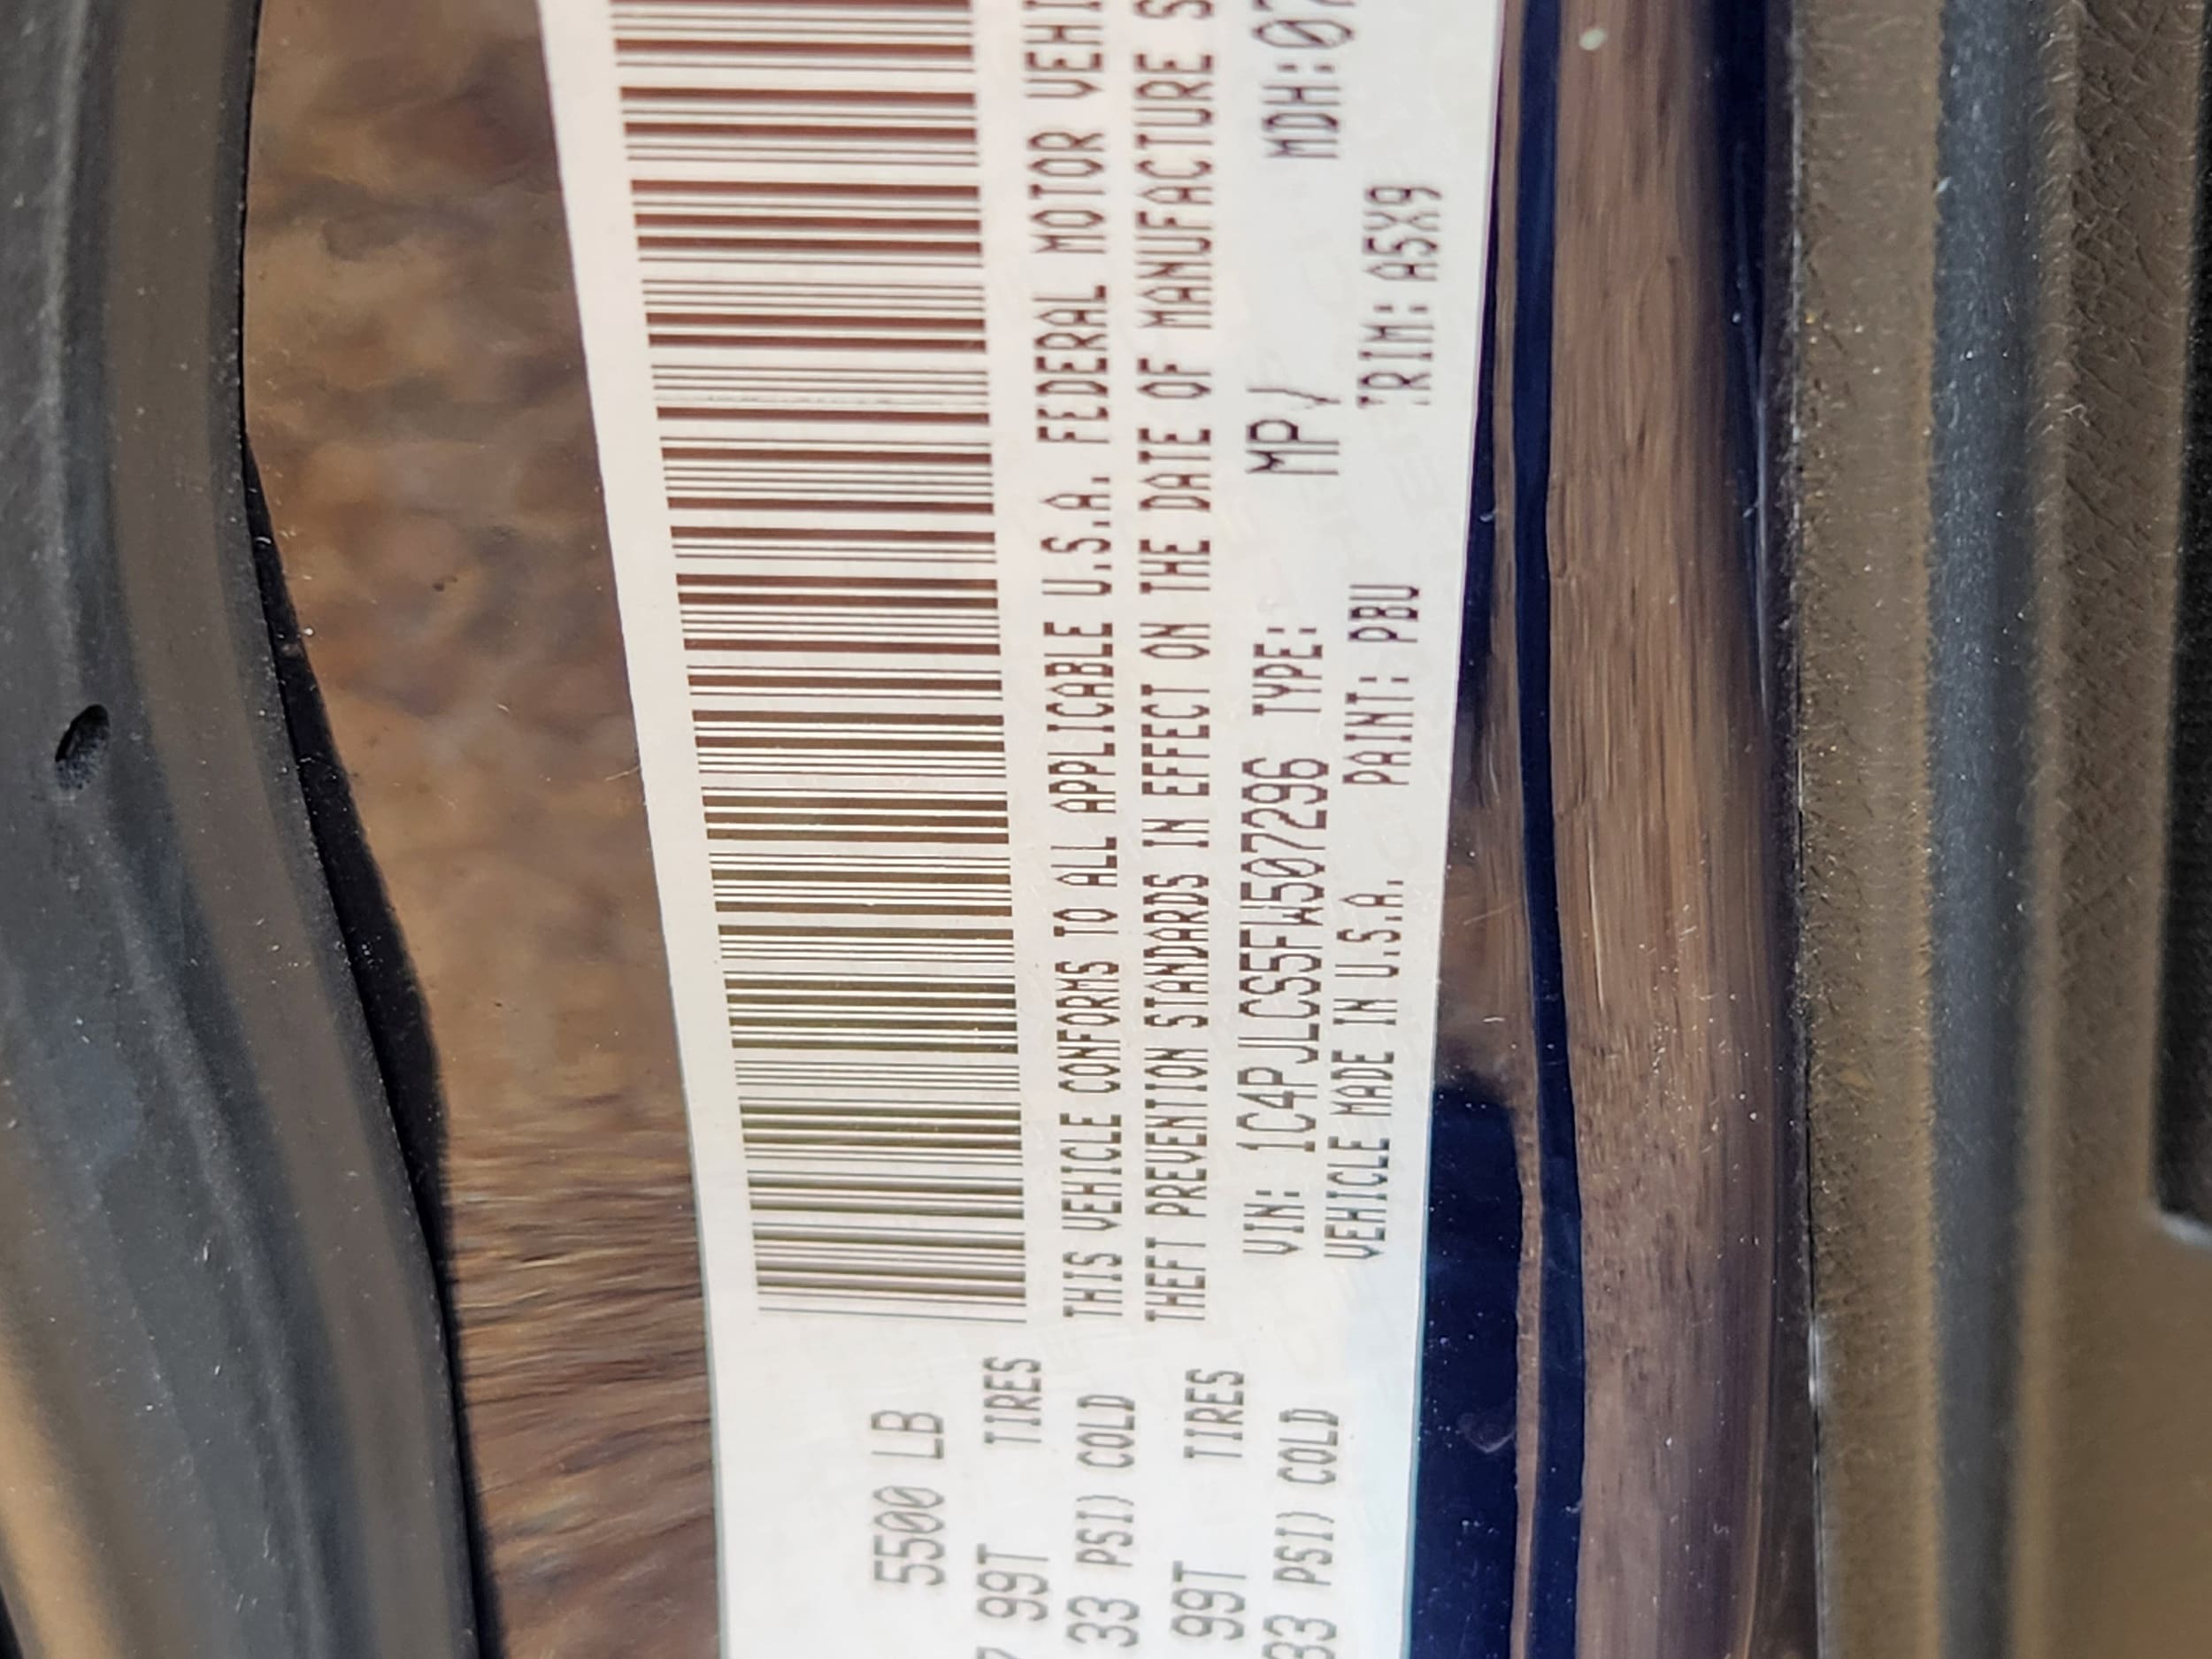 5500 LB
99T TIRES
33 PSI) COLD
99T TIRES
33 PSI) COLD
THIS VEHICLE CONFORMS TO ALL APPLICABLE U.S.A. FEDERAL MOTOR VEHI
THEFT PREVENTION STANDARDS IN EFFECT ON THE DATE OF MANUFACTURE S
VIN: 1C4PJLCS5FW507296 TYPE: MPV MDH:07
VEHICLE MADE IN U.S.A. PAINT: PBU TRIM: A5X9